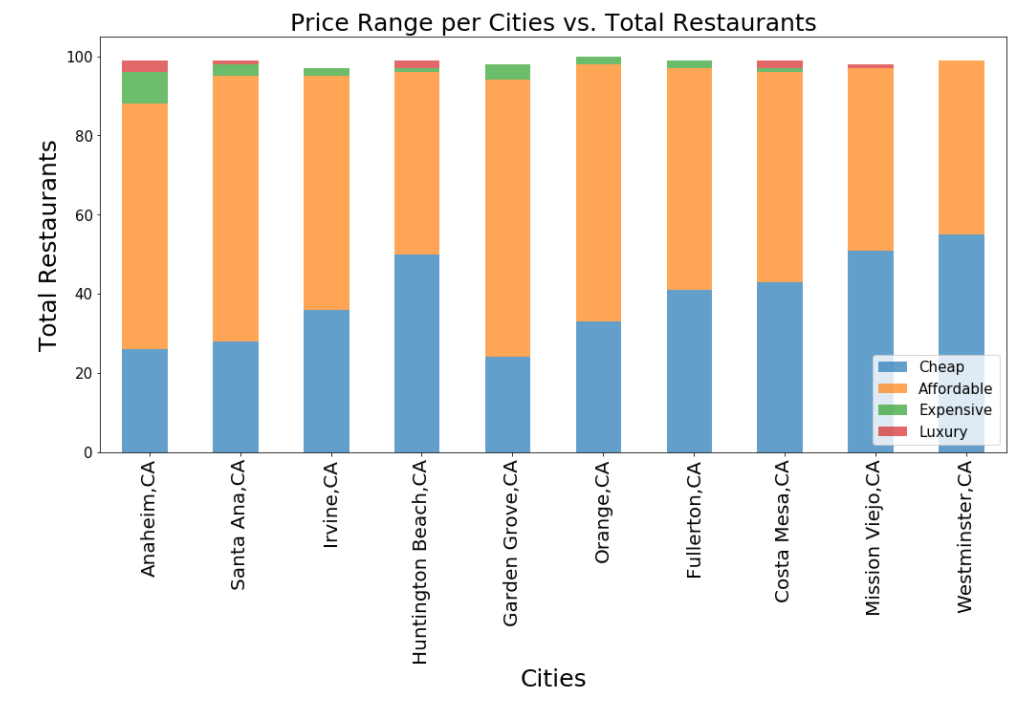 Price Range per Cities vs. Total Restaurants
Total Restaurants
100
80
60
40
20
0
Cheap
Affordable
Expensive
Luxury
Anaheim,CA
Santa Ana,CA
Irvine,CA
Huntington Beach,CA
Garden Grove,CA
Orange,CA
Fullerton,CA
Costa Mesa,CA
Mission Viejo,CA
Westminster,CA
Cities